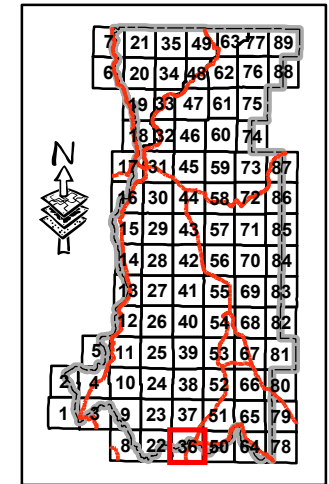 7 21 35 49 63 77 89
6 20 34 48 62 76 88
19 33 47 61 75
18 32 46 60 74
N
17 31 45 59 73 87
16 30 44 58 72 86
15 29 43 57 71 85
14 28 42 56 70 84
13 27 41 55 69 83
12 26 40 54 68 82
5 11 25 39 53 67 81
2 4 10 24 38 52 66 80
1 3 9 23 37 51 65 79
8 22 36 50 64 78